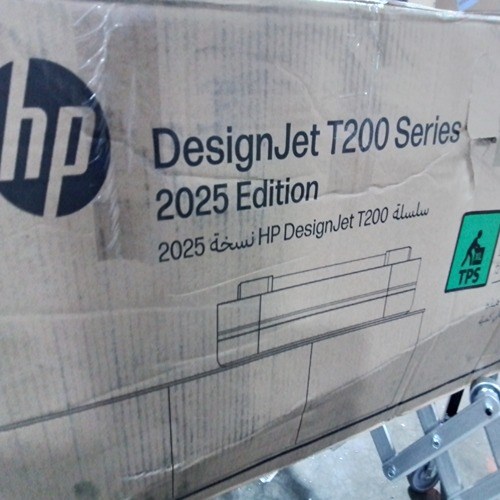 hp
DesignJet T200 Series
2025 Edition
سلسلة HP DesignJet T200 نسخة 2025
TPS